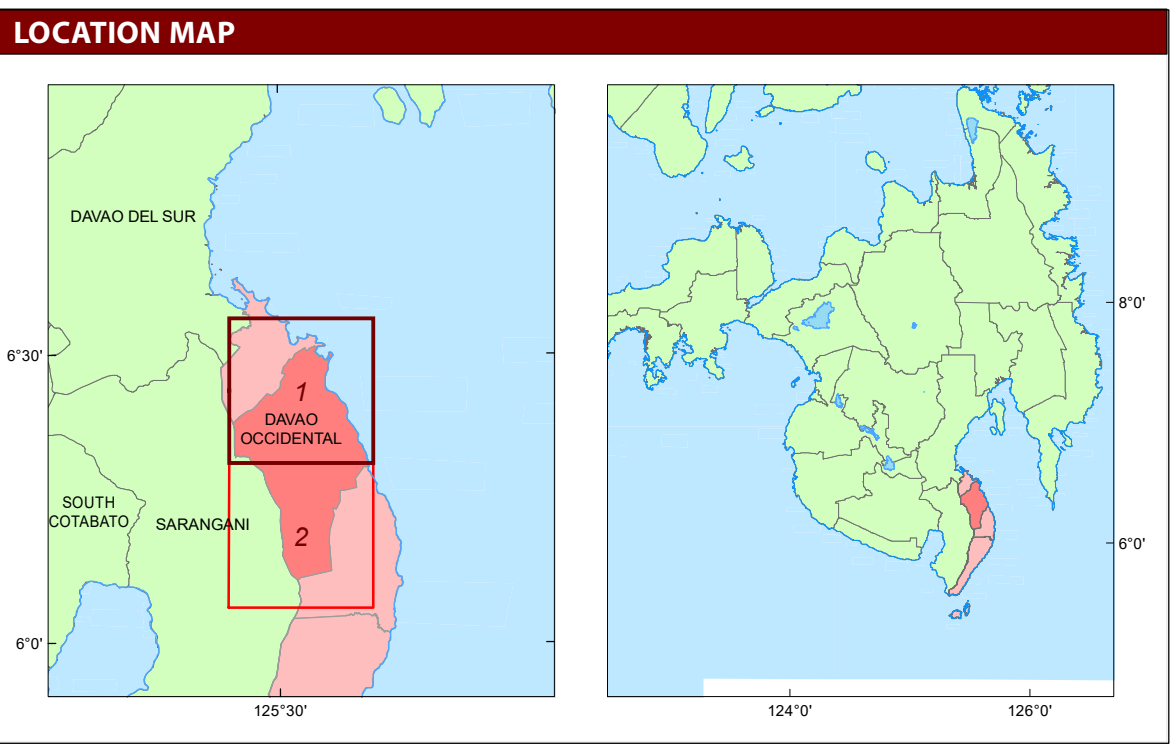 LOCATION MAP
DAVAO DEL SUR
6°30'
1
DAVAO
OCCIDENTAL
SOUTH
COTABATO
SARANGANI
2
6°0'
125°30'
8°0'
6°0'
124°0'
126°0'